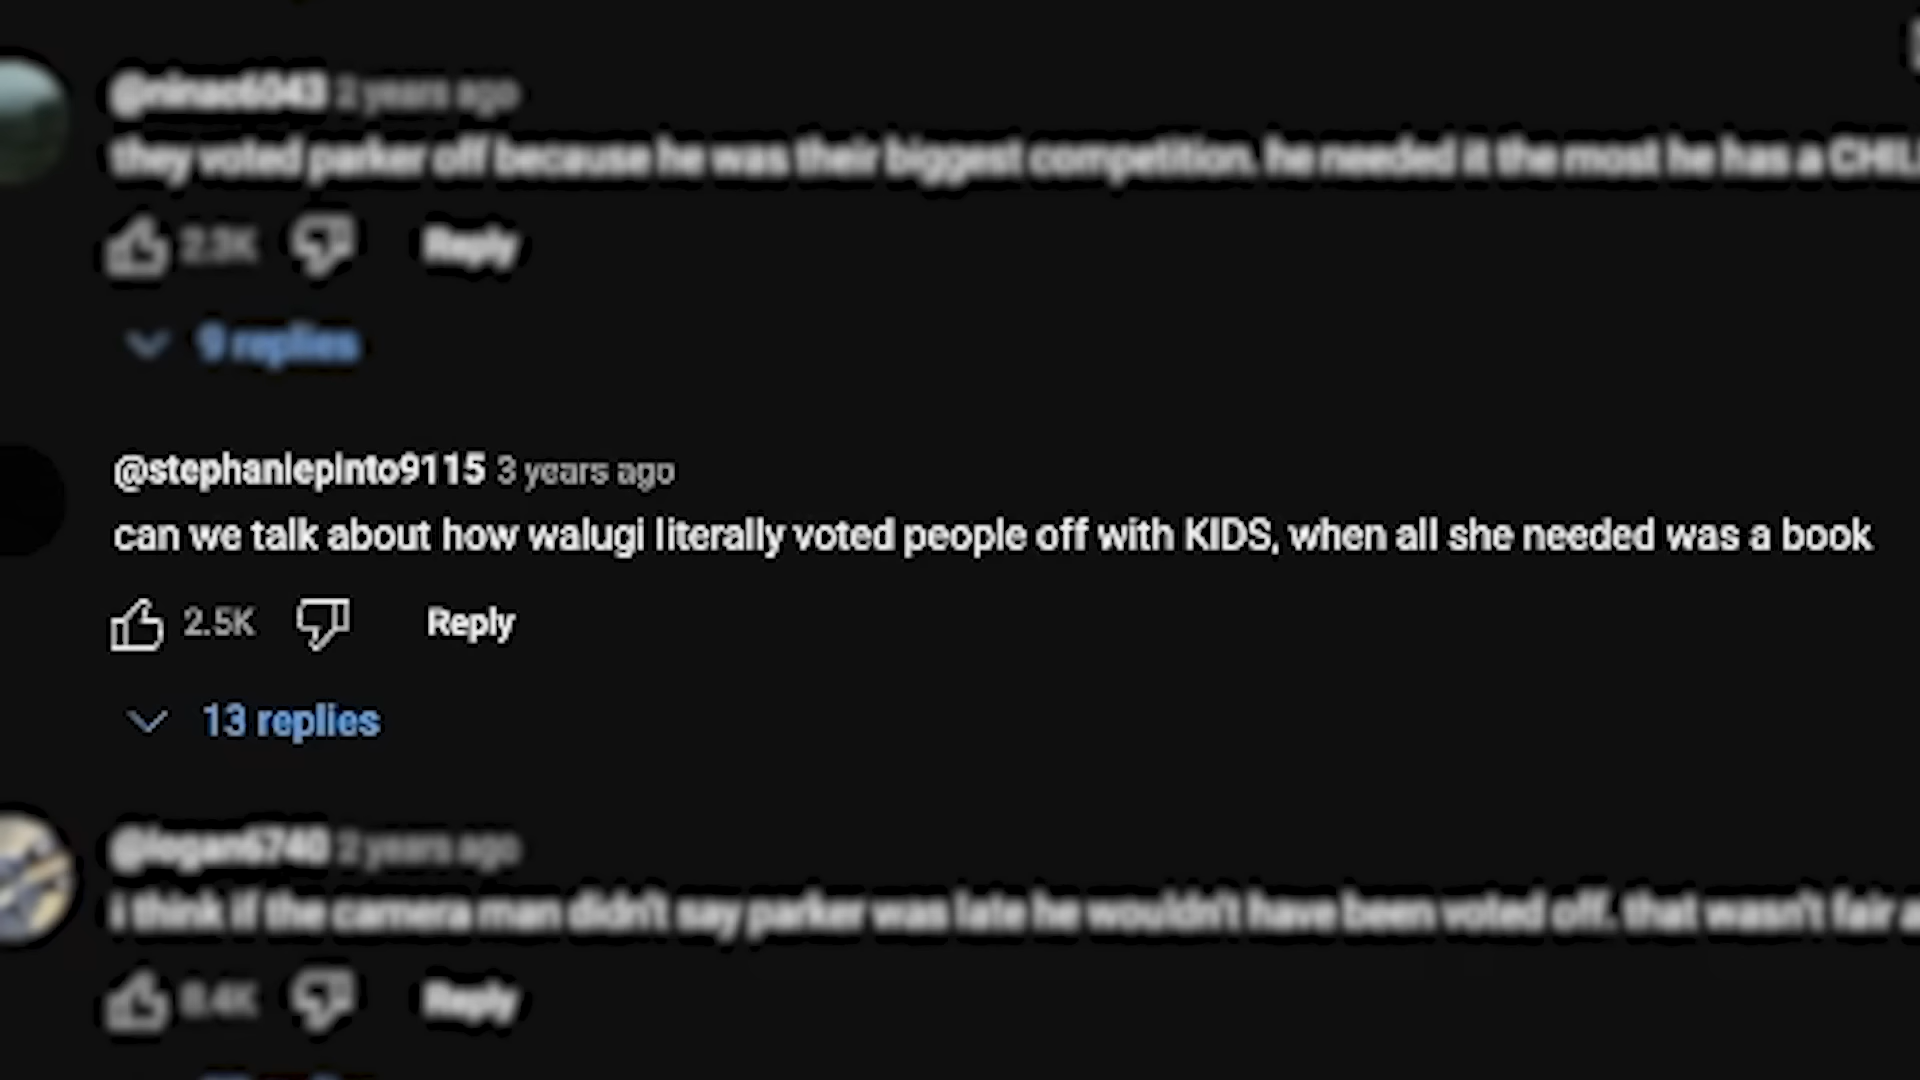 @ninac6043 2 years ago
they voted parker off because he was their biggest competition. he needed it the most he has a CHIL
2.3K Reply
9 replies
@stephaniepinto9115 3 years ago
can we talk about how walugi literally voted people off with KIDS, when all she needed was a book
2.5K Reply
13 replies
@logan6740 2 years ago
i think if the camera man didn't say parker was late he wouldn't have been voted off. that wasn't fair a
Reply